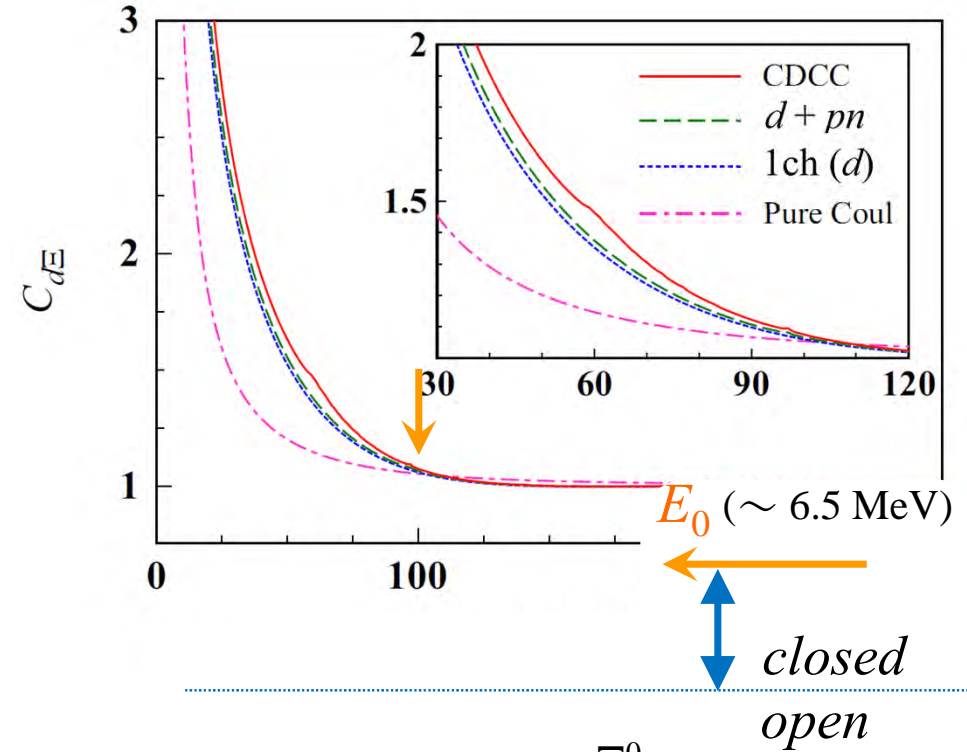 3
2
1
C_{dΞ}
0
100
2
1.5
30
60
90
120
CDCC
d + pn
1ch (d)
Pure Coul
E_0 (∼ 6.5 MeV)
closed
open